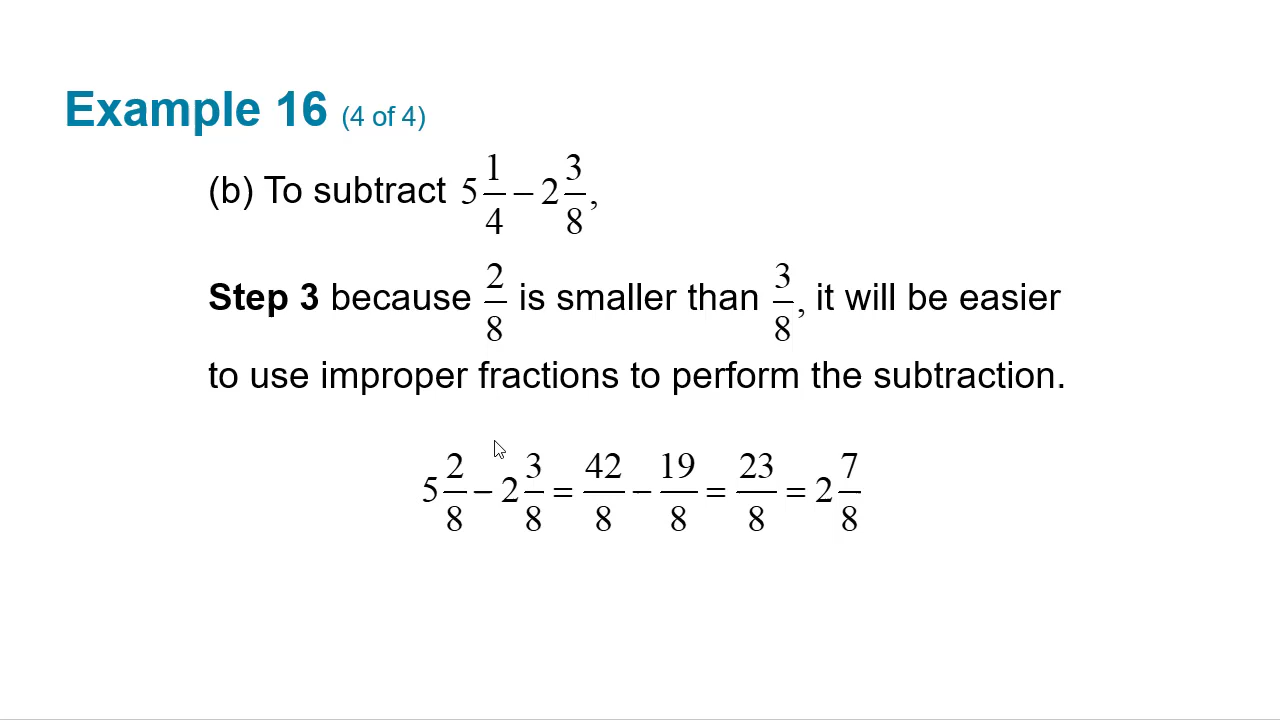 Example 16 (4 of 4)
(b) To subtract 5 1/4 − 2 3/8,
Step 3 because 2/8 is smaller than 3/8, it will be easier
to use improper fractions to perform the subtraction.
5 2/8 − 2 3/8 = 42/8 − 19/8 = 23/8 = 2 7/8